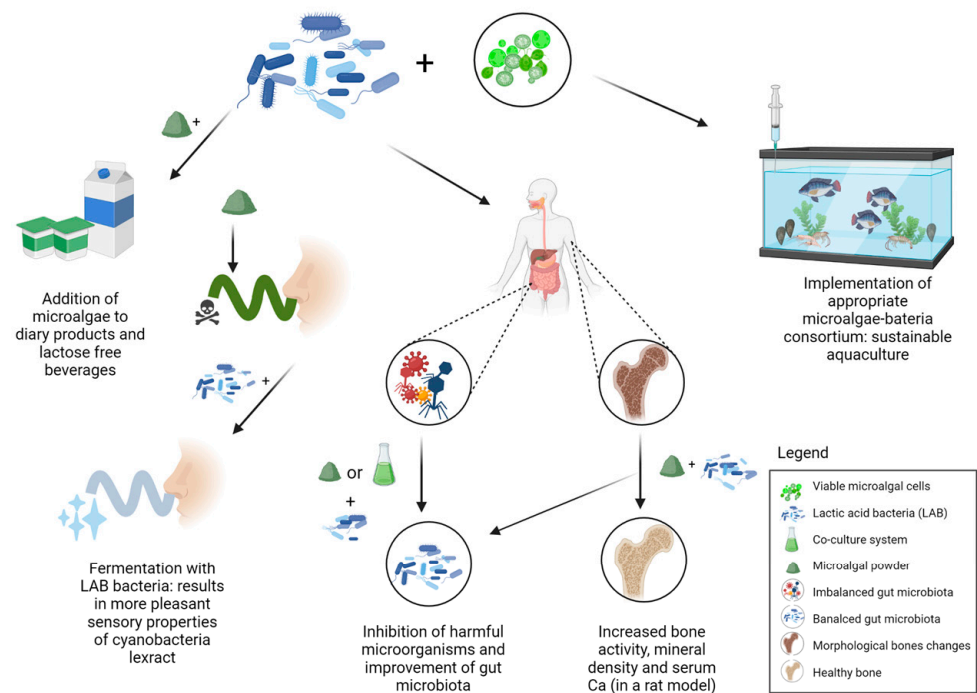 +
+
Addition of
microalgae to
diary products and
lactose free
beverages
Implementation of
appropriate
microalgae-bateria
consortium: sustainable
aquaculture
+
Fermentation with
LAB bacteria: results
in more pleasant
sensory properties
of cyanobacteria
lexract
or
+
Inhibition of harmful
microorganisms and
improvement of gut
microbiota
+
Increased bone
activity, mineral
density and serum
Ca (in a rat model)
Legend
Viable microalgal cells
Lactic acid bacteria (LAB)
Co-culture system
Microalgal powder
Imbalanced gut microbiota
Banalced gut microbiota
Morphological bones changes
Healthy bone